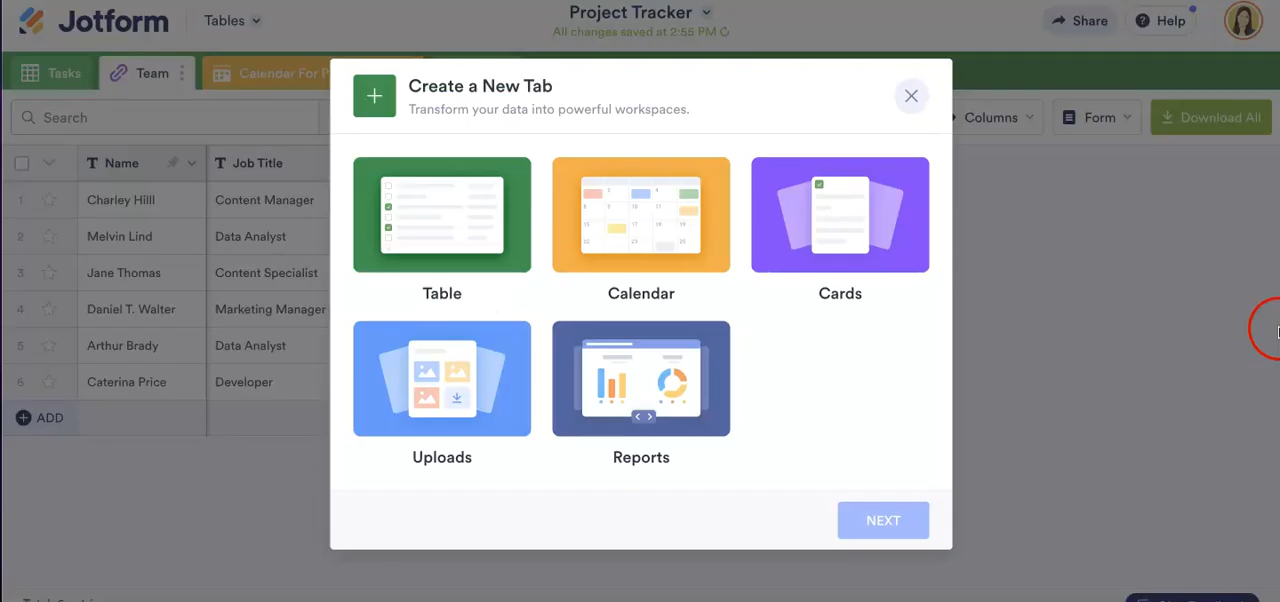 Jotform
Tables
Project Tracker
All changes saved at 2:55 PM
Share
Help
Tasks
Team
Calendar For P
Search
Columns
Form
Download All
Name
Job Title
1 Charley Hilll Content Manager
2 Melvin Lind Data Analyst
3 Jane Thomas Content Specialist
4 Daniel T. Walter Marketing Manager
5 Arthur Brady Data Analyst
6 Caterina Price Developer
ADD
Create a New Tab
Transform your data into powerful workspaces.
Table
Calendar
Cards
Uploads
Reports
NEXT